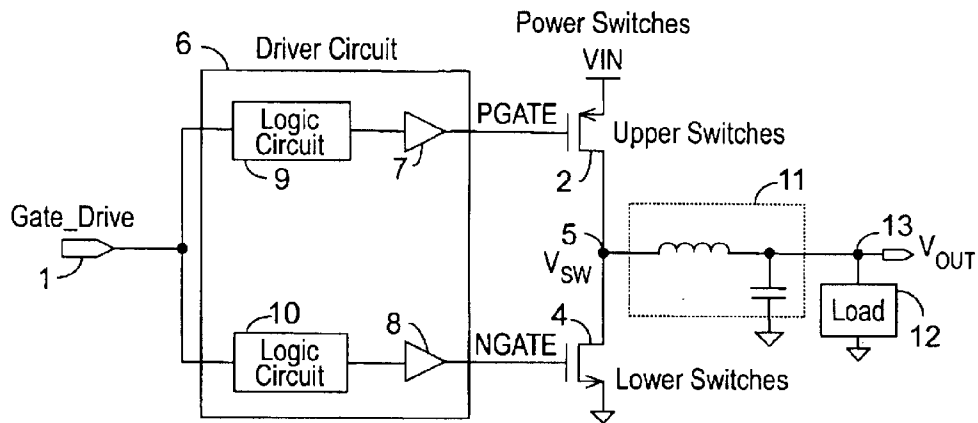 Power Switches
6
Driver Circuit
VIN
PGATE
Logic
Circuit
Upper Switches
9
7
2
11
Gate_Drive
5
13
1
V_SW
V_OUT
10
8
4
Load
Logic
Circuit
NGATE
12
Lower Switches